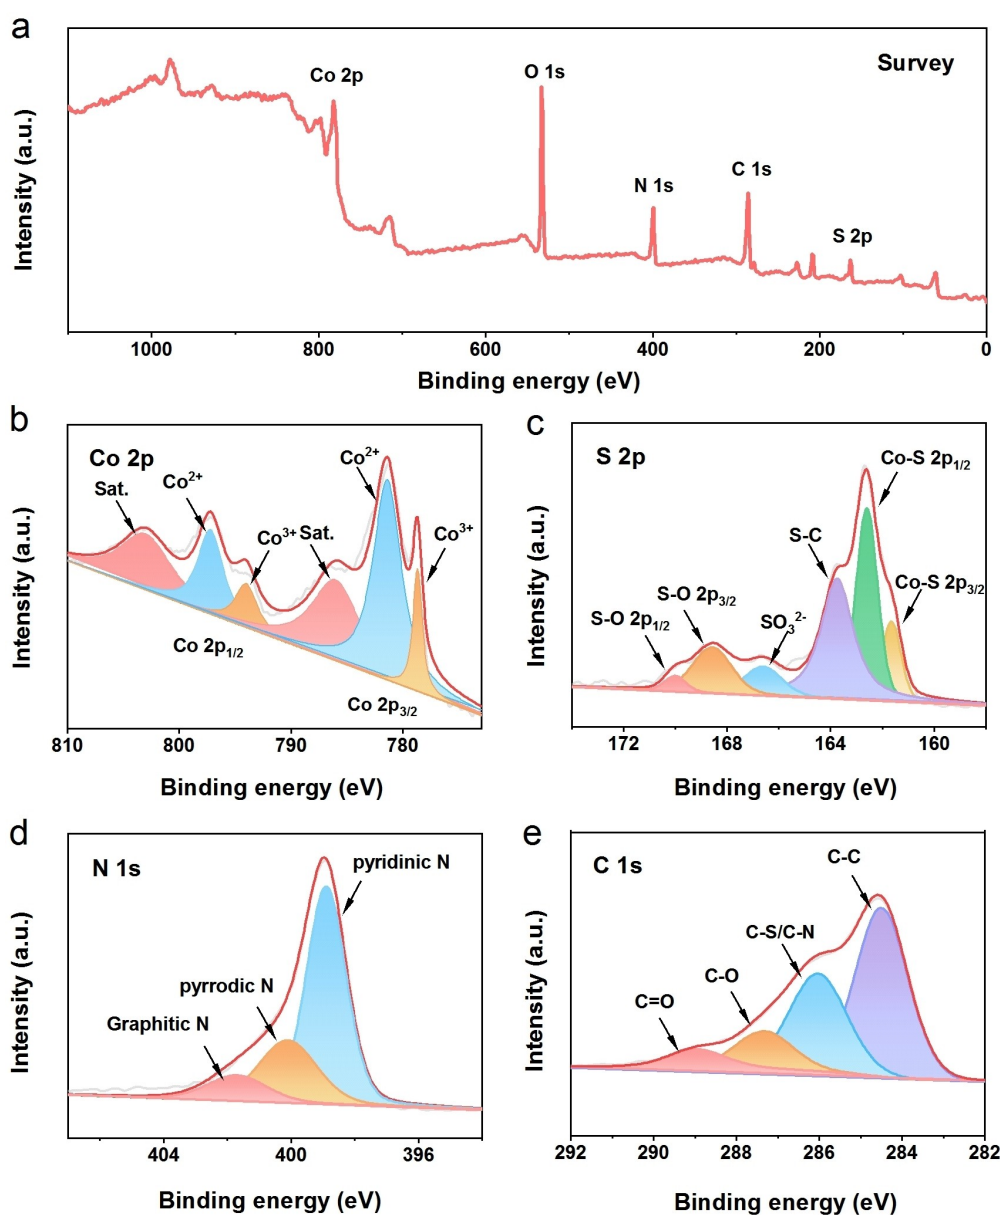 a
Survey
Co 2p
O 1s
N 1s
C 1s
S 2p
Intensity (a.u.)
1000 800 600 400 200 0
Binding energy (eV)
b
Co 2p
Sat.
Co²⁺
Co³⁺
Sat.
Co²⁺
Co³⁺
Co 2p₁/₂
Co 2p₃/₂
Intensity (a.u.)
810 800 790 780
Binding energy (eV)
c
S 2p
Co-S 2p₁/₂
S-C
Co-S 2p₃/₂
S-O 2p₃/₂
S-O 2p₁/₂
SO₃²⁻
Intensity (a.u.)
172 168 164 160
Binding energy (eV)
d
N 1s
pyridinic N
pyrrodic N
Graphitic N
Intensity (a.u.)
404 400 396
Binding energy (eV)
e
C 1s
C-C
C-S/C-N
C-O
C=O
Intensity (a.u.)
292 290 288 286 284 282
Binding energy (eV)